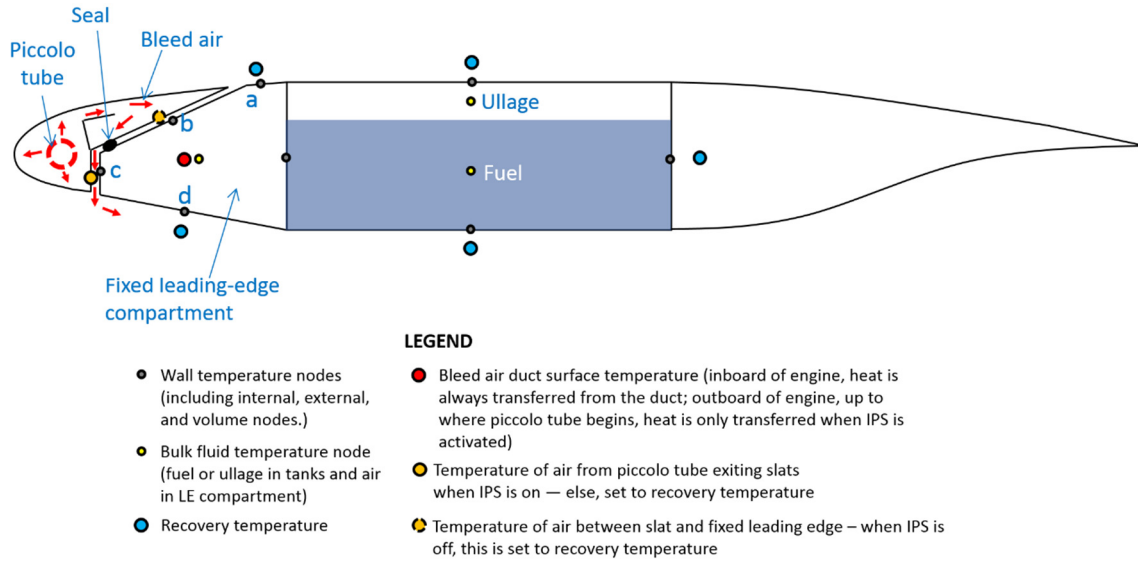 Seal
Bleed air
Piccolo
tube
a
b
c
d
Ullage
Fuel
Fixed leading-edge
compartment
LEGEND
Wall temperature nodes
(including internal, external,
and volume nodes.)
Bulk fluid temperature node
(fuel or ullage in tanks and air
in LE compartment)
Recovery temperature
Bleed air duct surface temperature (inboard of engine, heat is
always transferred from the duct; outboard of engine, up to
where piccolo tube begins, heat is only transferred when IPS is
activated)
Temperature of air from piccolo tube exiting slats
when IPS is on — else, set to recovery temperature
Temperature of air between slat and fixed leading edge – when IPS is
off, this is set to recovery temperature